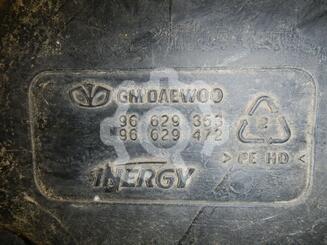 GM DAEWOO
96 629 353
96 629 472
> PE HD <
INERGY